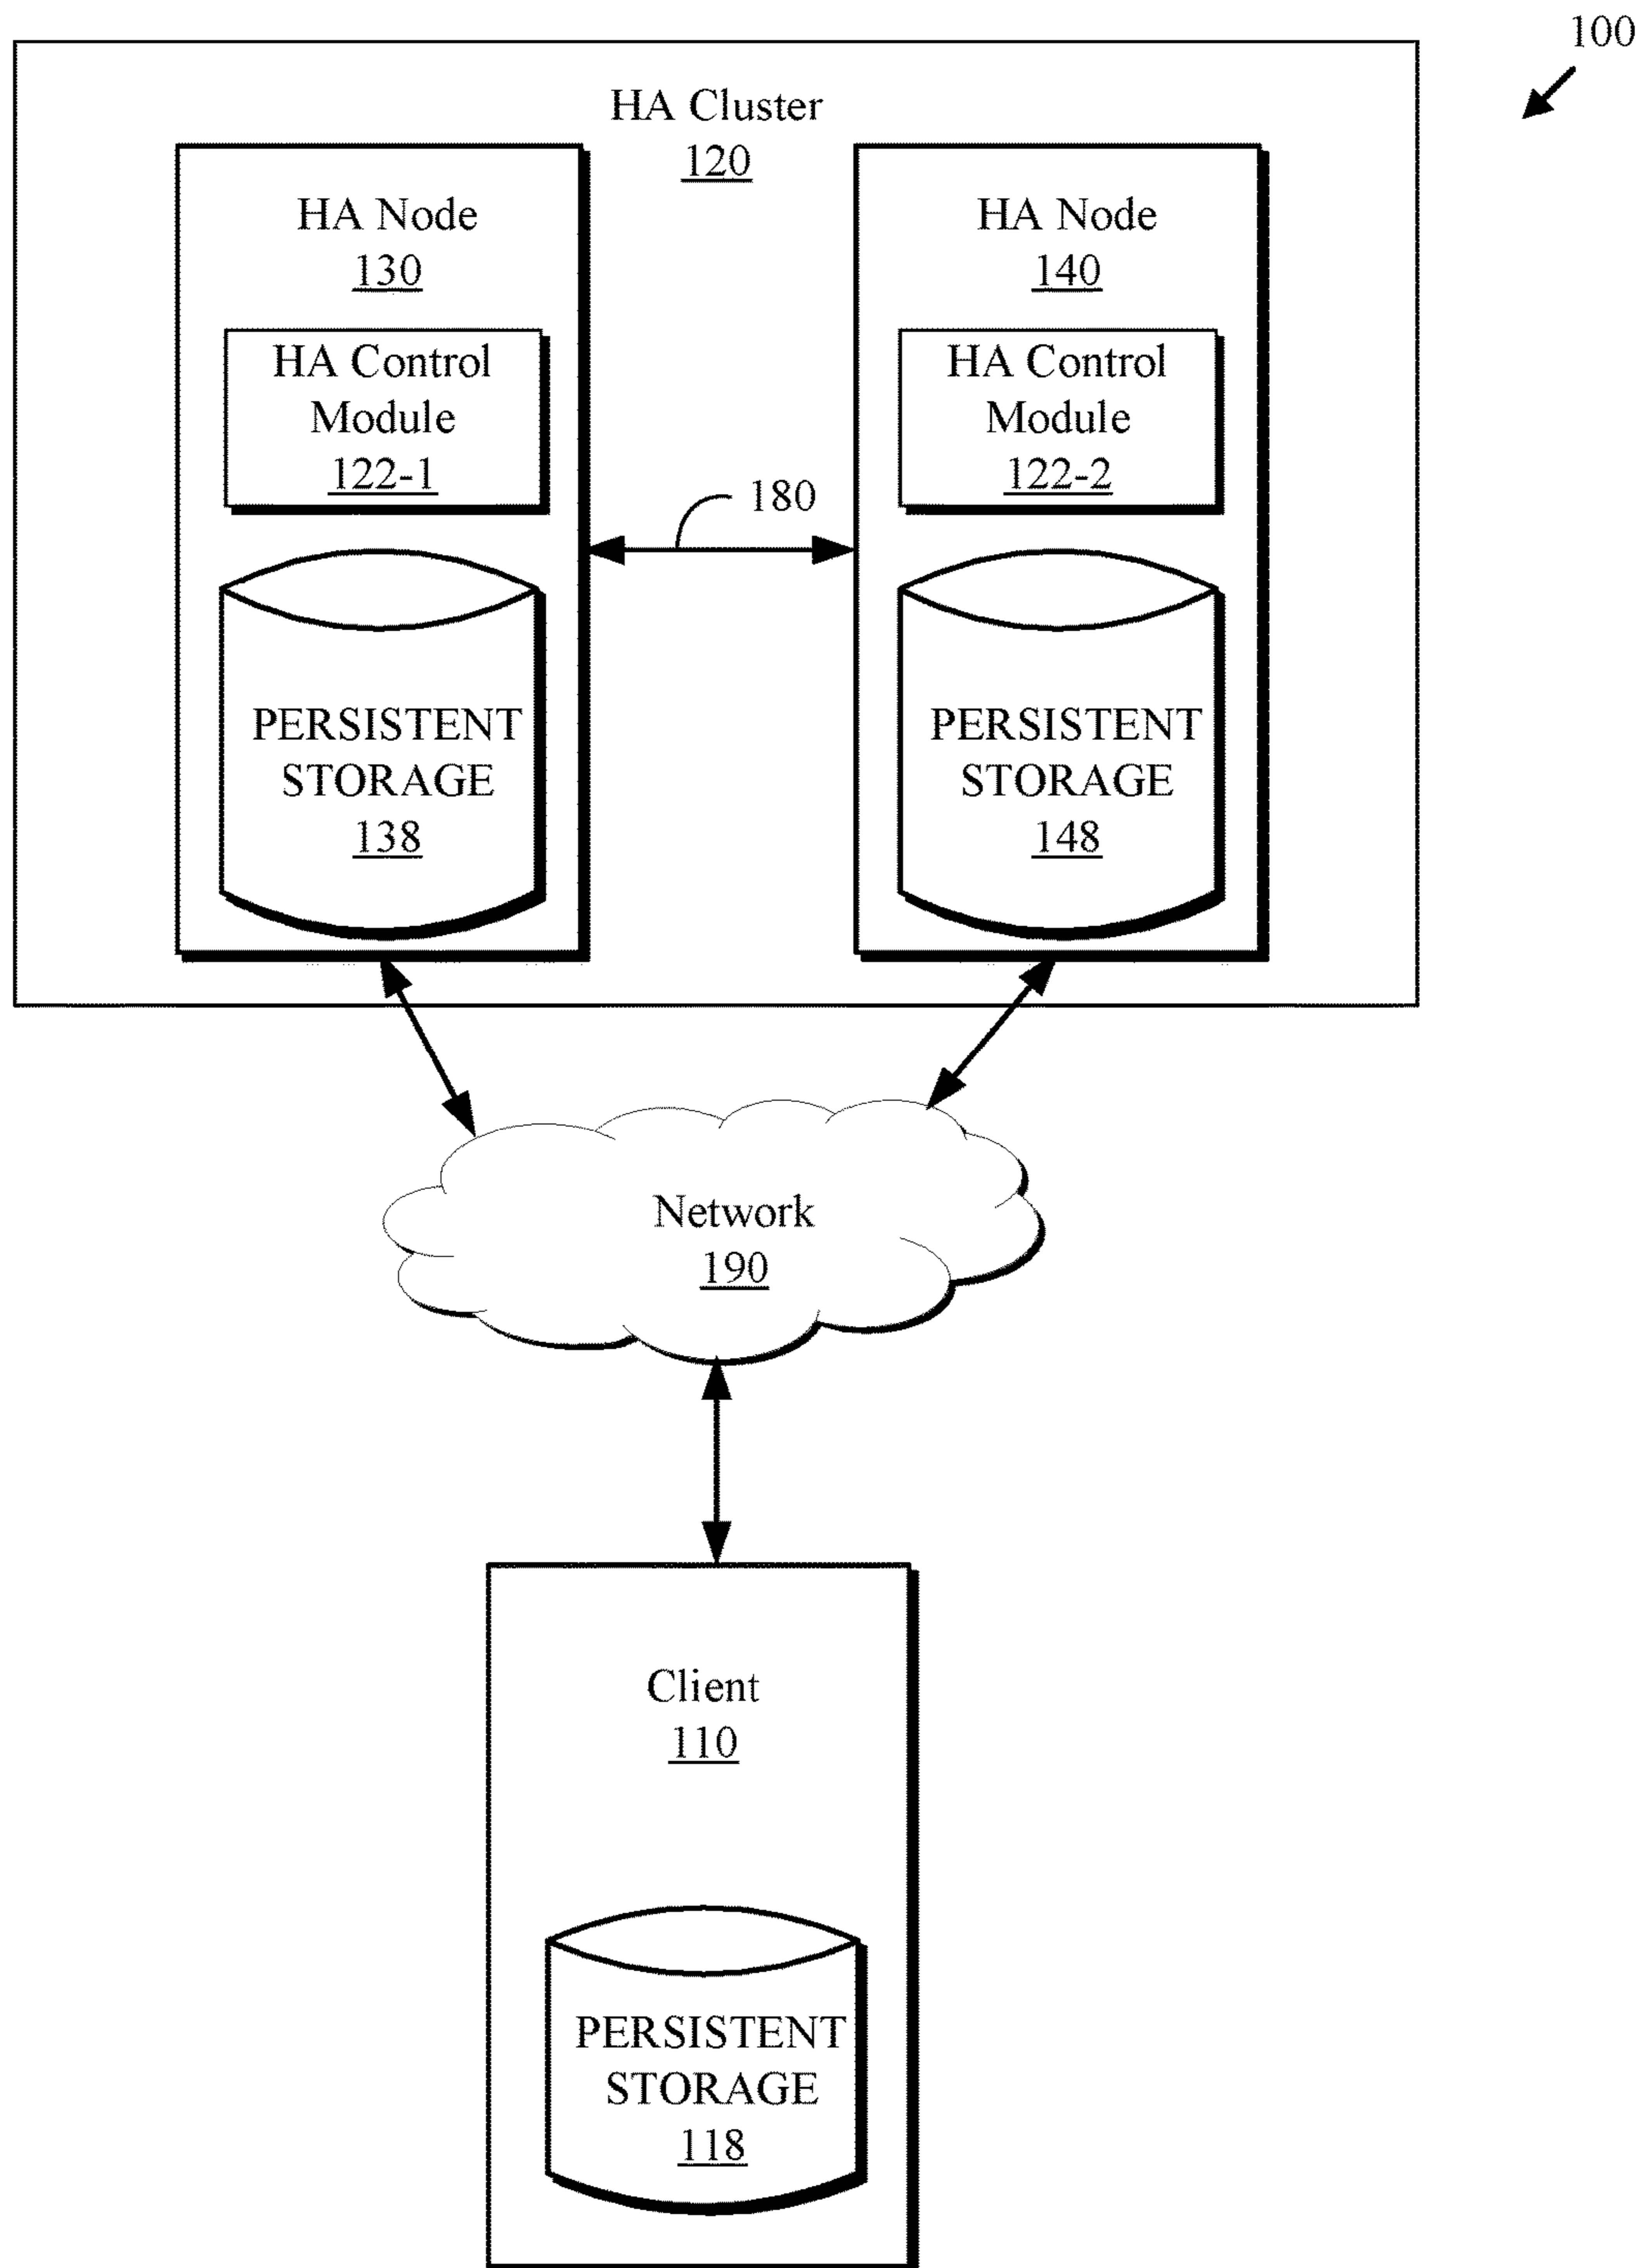 100
HA Cluster
120
HA Node
130
HA Control
Module
122-1
PERSISTENT
STORAGE
138
180
HA Node
140
HA Control
Module
122-2
PERSISTENT
STORAGE
148
Network
190
Client
110
PERSISTENT
STORAGE
118